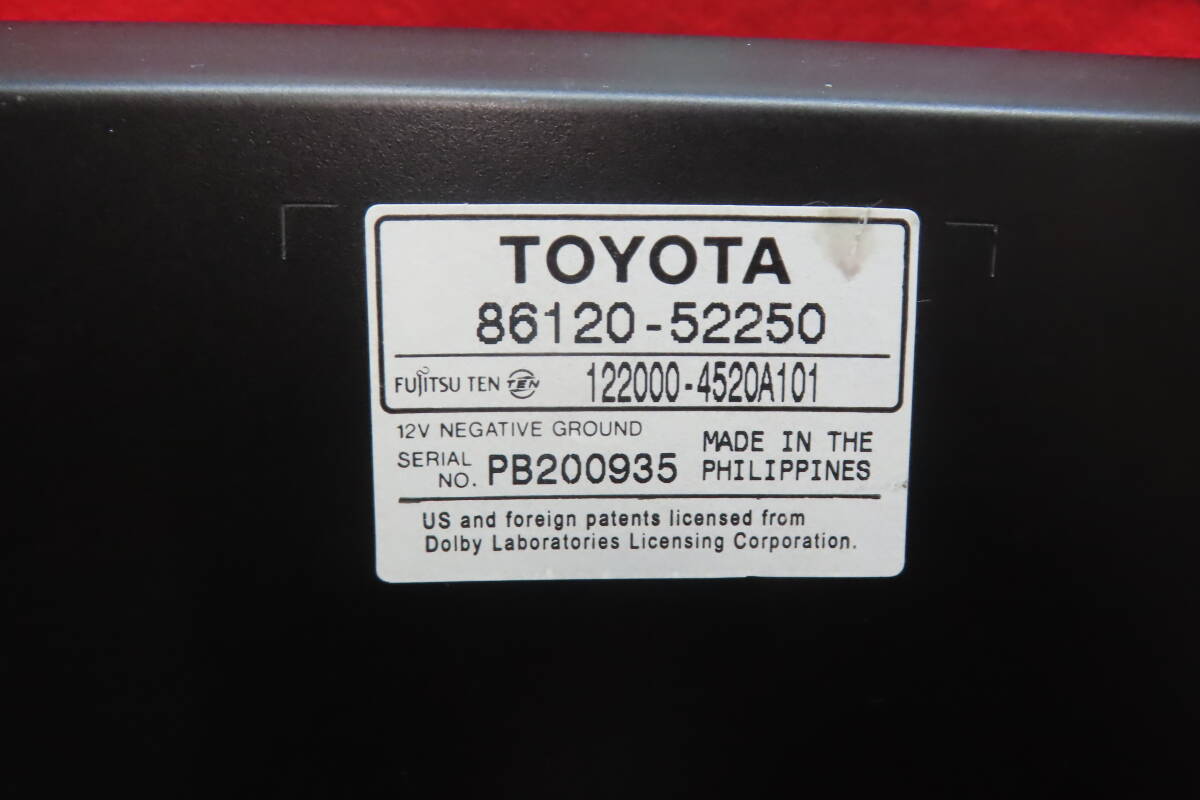 TOYOTA
86120-52250
FUJITSU TEN TEN 122000-4520A101
12V NEGATIVE GROUND
SERIAL NO. PB200935
MADE IN THE
PHILIPPINES
US and foreign patents licensed from
Dolby Laboratories Licensing Corporation.